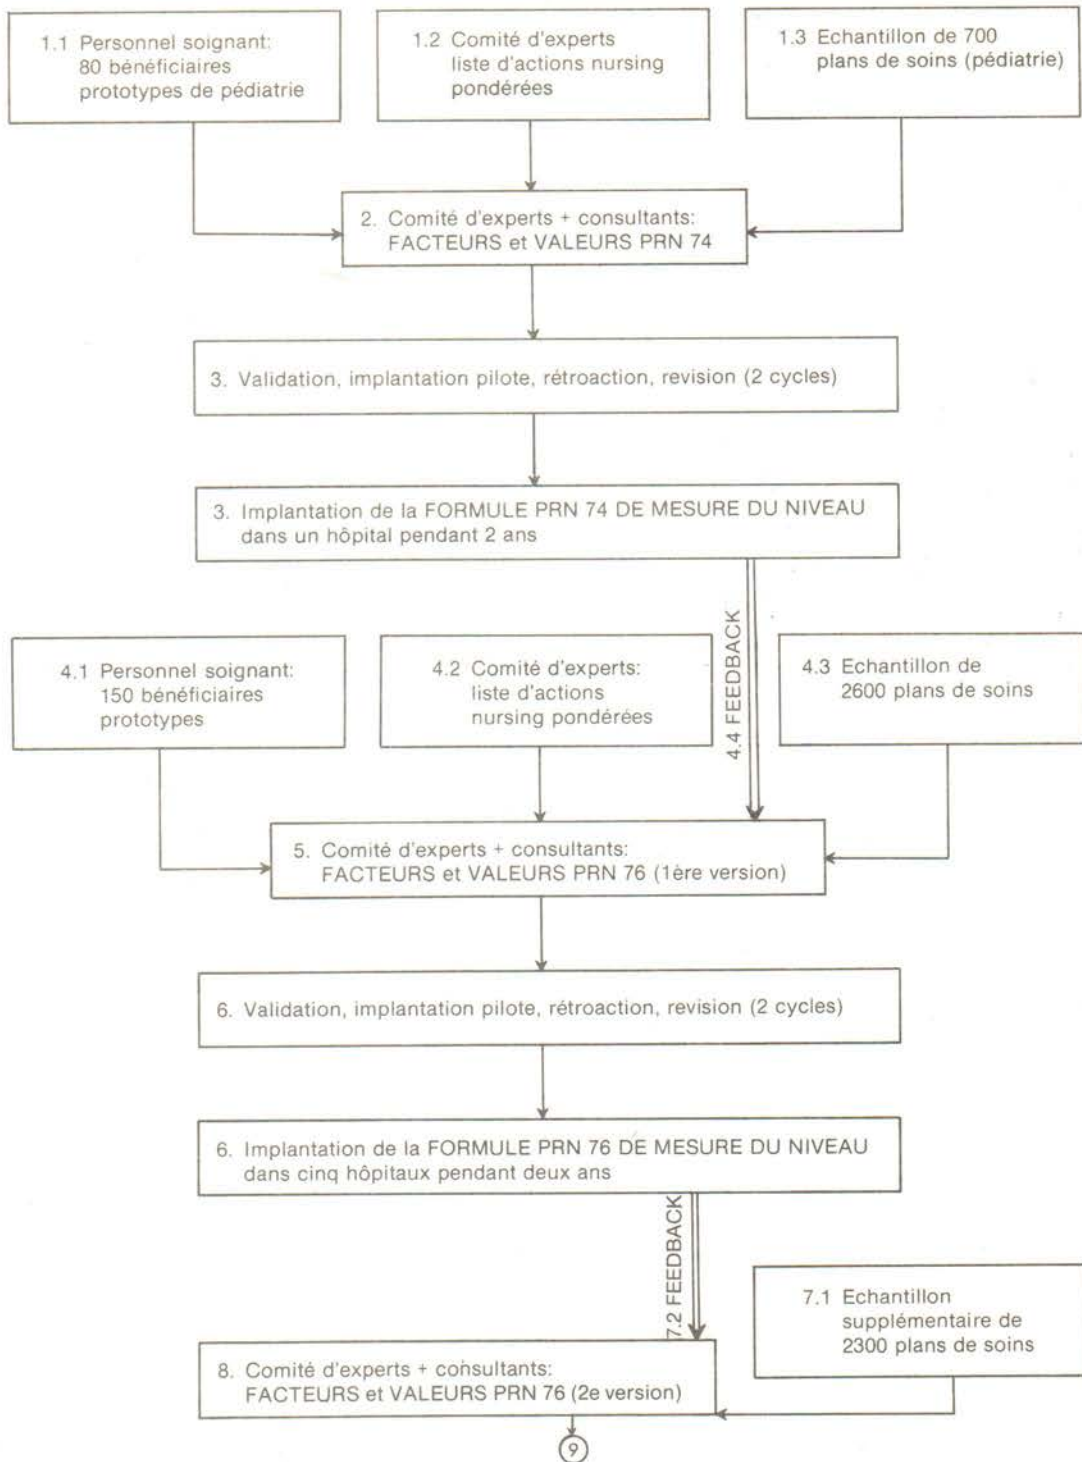 1.1 Personnel soignant:
80 bénéficiaires
prototypes de pédiatrie
1.2 Comité d'experts
liste d'actions nursing
pondérées
1.3 Echantillon de 700
plans de soins (pédiatrie)
2. Comité d'experts + consultants:
FACTEURS et VALEURS PRN 74
3. Validation, implantation pilote, rétroaction, revision (2 cycles)
3. Implantation de la FORMULE PRN 74 DE MESURE DU NIVEAU
dans un hôpital pendant 2 ans
4.4 FEEDBACK
4.1 Personnel soignant:
150 bénéficiaires
prototypes
4.2 Comité d'experts:
liste d'actions
nursing pondérées
4.3 Echantillon de
2600 plans de soins
5. Comité d'experts + consultants:
FACTEURS et VALEURS PRN 76 (1ère version)
6. Validation, implantation pilote, rétroaction, revision (2 cycles)
6. Implantation de la FORMULE PRN 76 DE MESURE DU NIVEAU
dans cinq hôpitaux pendant deux ans
7.2 FEEDBACK
7.1 Echantillon
supplémentaire de
2300 plans de soins
8. Comité d'experts + consultants:
FACTEURS et VALEURS PRN 76 (2e version)
9